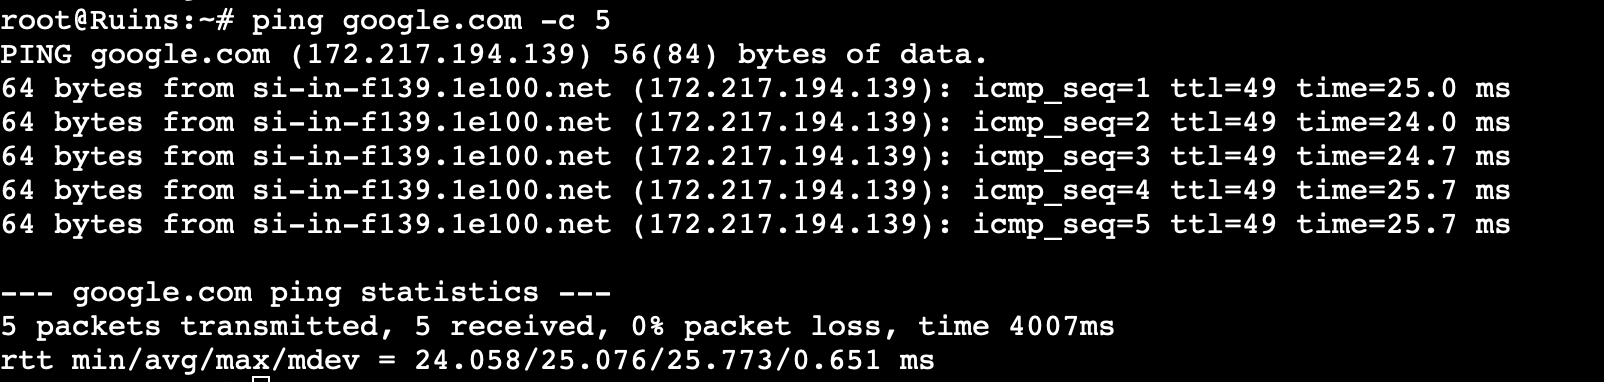 root@Ruins:~# ping google.com -c 5
PING google.com (172.217.194.139) 56(84) bytes of data.
64 bytes from si-in-f139.1e100.net (172.217.194.139): icmp_seq=1 ttl=49 time=25.0 ms
64 bytes from si-in-f139.1e100.net (172.217.194.139): icmp_seq=2 ttl=49 time=24.0 ms
64 bytes from si-in-f139.1e100.net (172.217.194.139): icmp_seq=3 ttl=49 time=24.7 ms
64 bytes from si-in-f139.1e100.net (172.217.194.139): icmp_seq=4 ttl=49 time=25.7 ms
64 bytes from si-in-f139.1e100.net (172.217.194.139): icmp_seq=5 ttl=49 time=25.7 ms
--- google.com ping statistics ---
5 packets transmitted, 5 received, 0% packet loss, time 4007ms
rtt min/avg/max/mdev = 24.058/25.076/25.773/0.651 ms